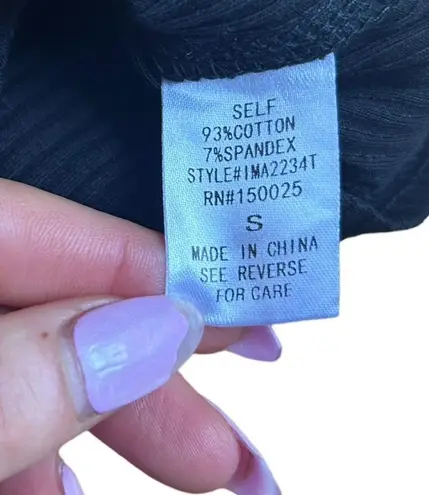 SELF
93%COTTON
7%SPANDEX
STYLE#IMA2234T
RN#150025
S
MADE IN CHINA
SEE REVERSE
FOR CARE